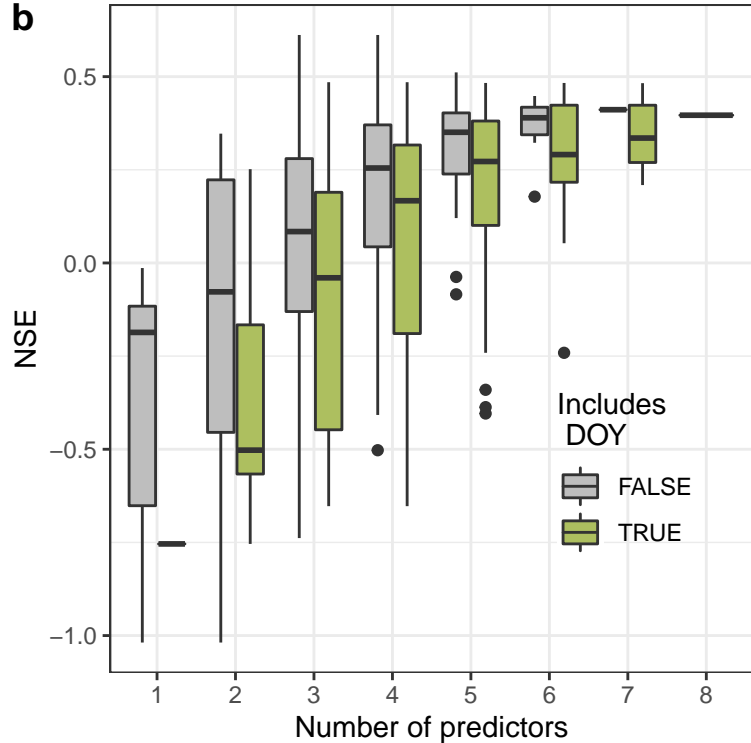 b
0.5
0.0
−0.5
−1.0
NSE
Includes
DOY
FALSE
TRUE
1 2 3 4 5 6 7 8
Number of predictors